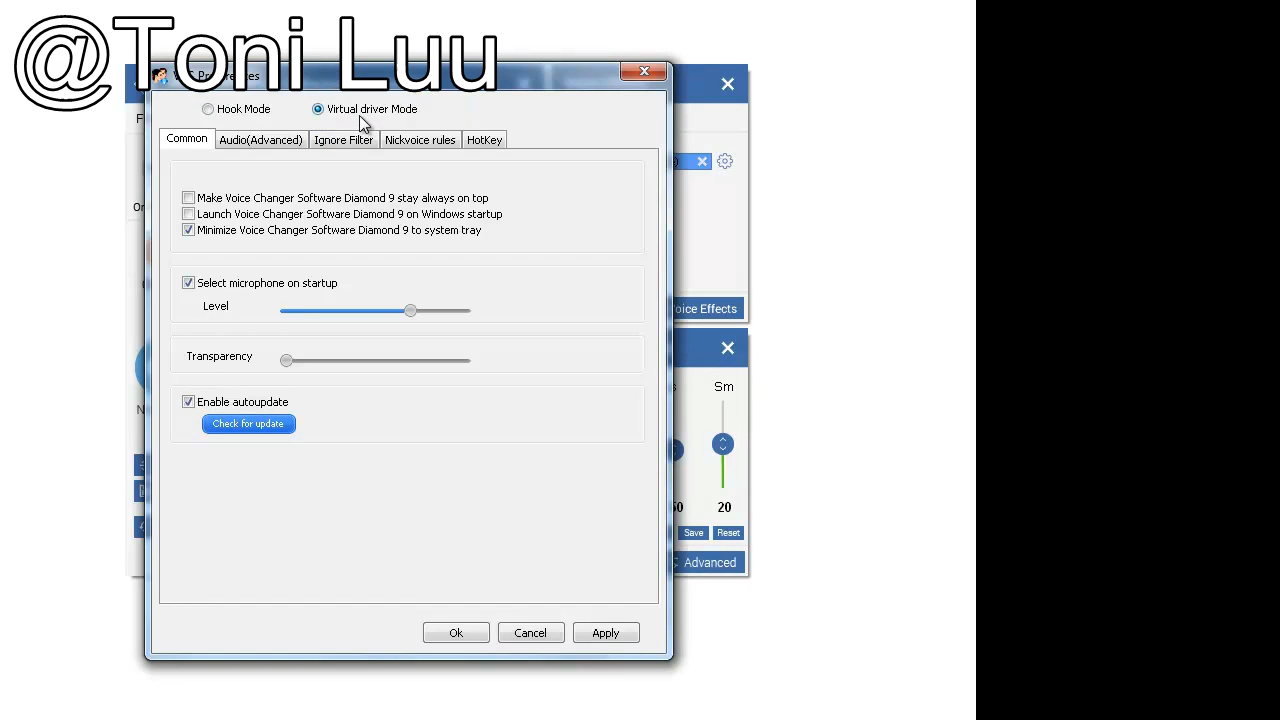 @Toni Luu
Hook Mode
Virtual driver Mode
Common
Audio(Advanced)
Ignore Filter
Nickvoice rules
HotKey
Make Voice Changer Software Diamond 9 stay always on top
Launch Voice Changer Software Diamond 9 on Windows startup
Minimize Voice Changer Software Diamond 9 to system tray
Select microphone on startup
Level
Transparency
Enable autoupdate
Check for update
Ok
Cancel
Apply
Voice Effects
Sm
20
Save
Reset
Advanced